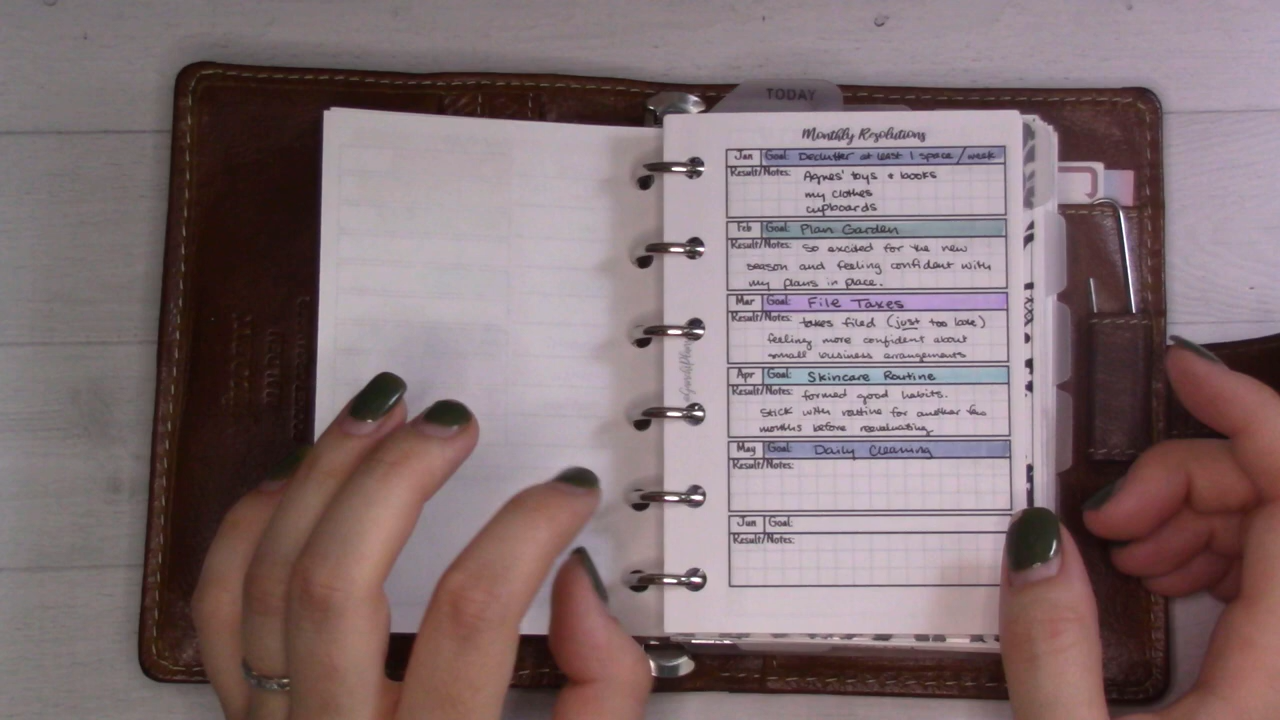 TODAY
Monthly Resolutions
Jan Goal: Declutter at least 1 space / week
Result/Notes: Agnes' toys + books
my clothes
cupboards
Feb Goal: Plan Garden
Result/Notes: So excited for the new
season and feeling confident with
my plans in place.
Mar Goal: File Taxes
Result/Notes: taxes filed (just too late)
feeling more confident about
small business arrangements
Apr Goal: Skincare Routine
Result/Notes: formed good habits.
Stick with routine for another few
months before reevaluating
May Goal: Daily Cleaning
Result/Notes:
Jun Goal:
Result/Notes: